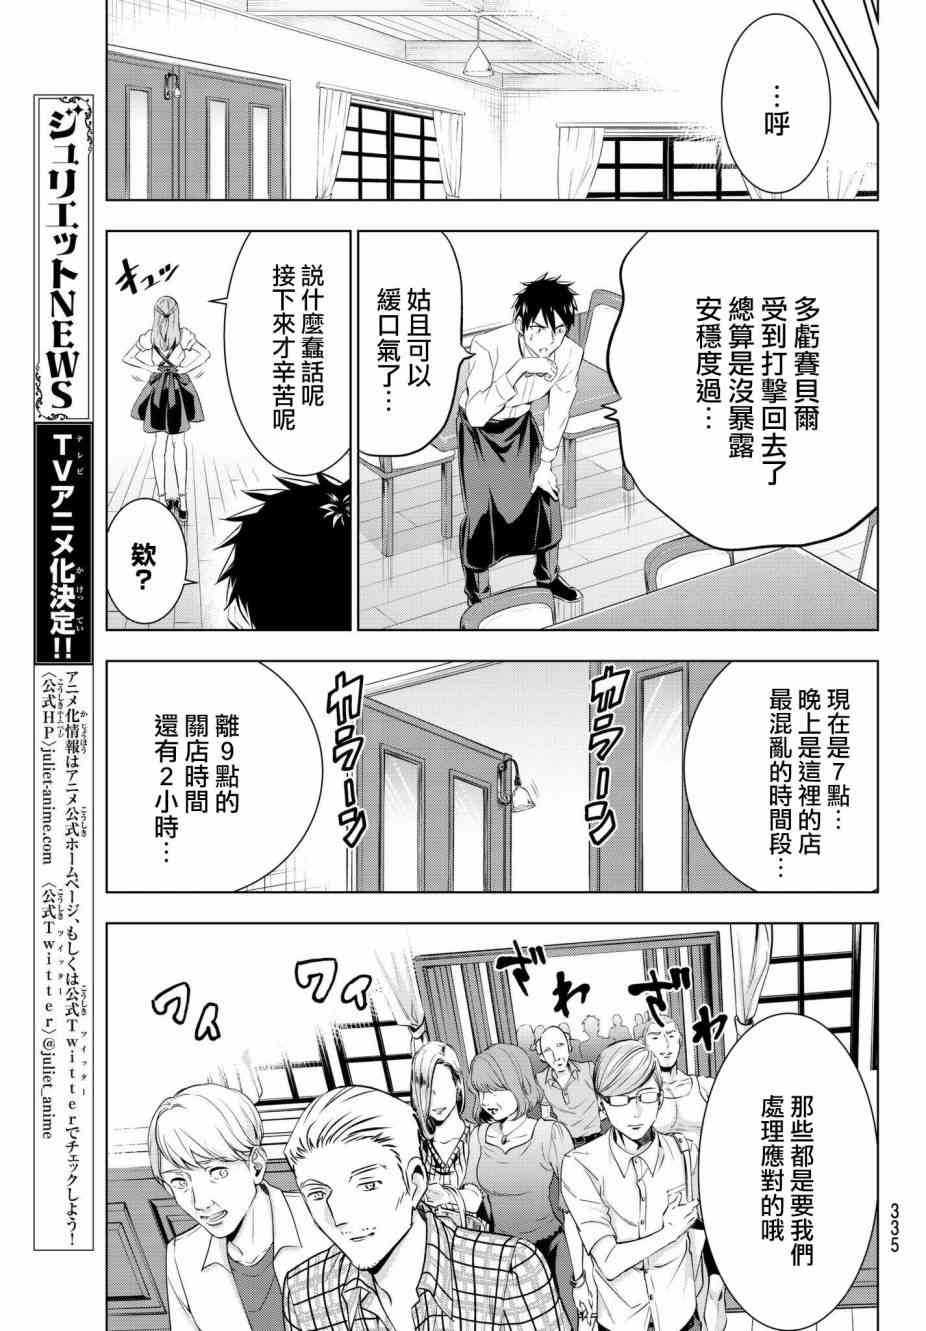 …呼
多虧賽貝爾
受到打擊回去了
總算是沒暴露
安穩度過…
姑且可以
緩口氣了…
説什麼蠢話呢
接下來才辛苦呢
キュッ
欸？
現在是7點…
晚上是這裡的店
最混亂的時間段…
カラーン
カラーン
離9點的
關店時間
還有2小時…
那些都是要我們
處理應對的哦
ざわ
ざわ
ワイ
ワイ
ジュリエットNEWS
TVアニメ化決定!!
テレビ
かけってい
アニメ化情報はアニメ公式ホームページ、もしくは公式Twitterでチェックしよう!
〈公式HP〉juliet-anime.com 〈公式Twitter〉@juliet_anime
335